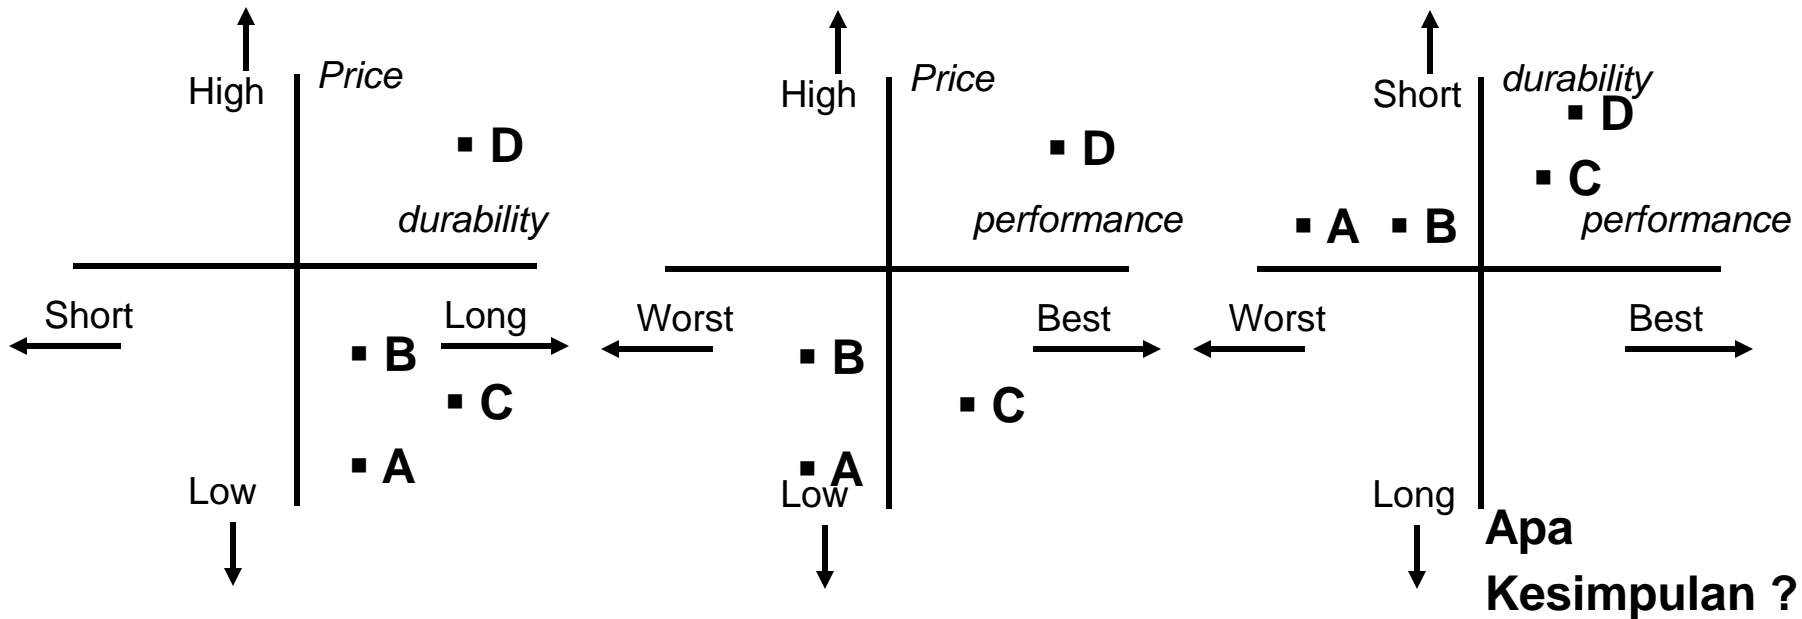 High
Price
▪ D
durability
Short
Long
▪ B
▪ C
▪ A
Low
High
Price
▪ D
performance
Worst
Best
▪ B
▪ C
▪ A
Low
Short
durability
▪ D
▪ C
▪ A ▪ B
performance
Worst
Best
Long
Apa
Kesimpulan ?